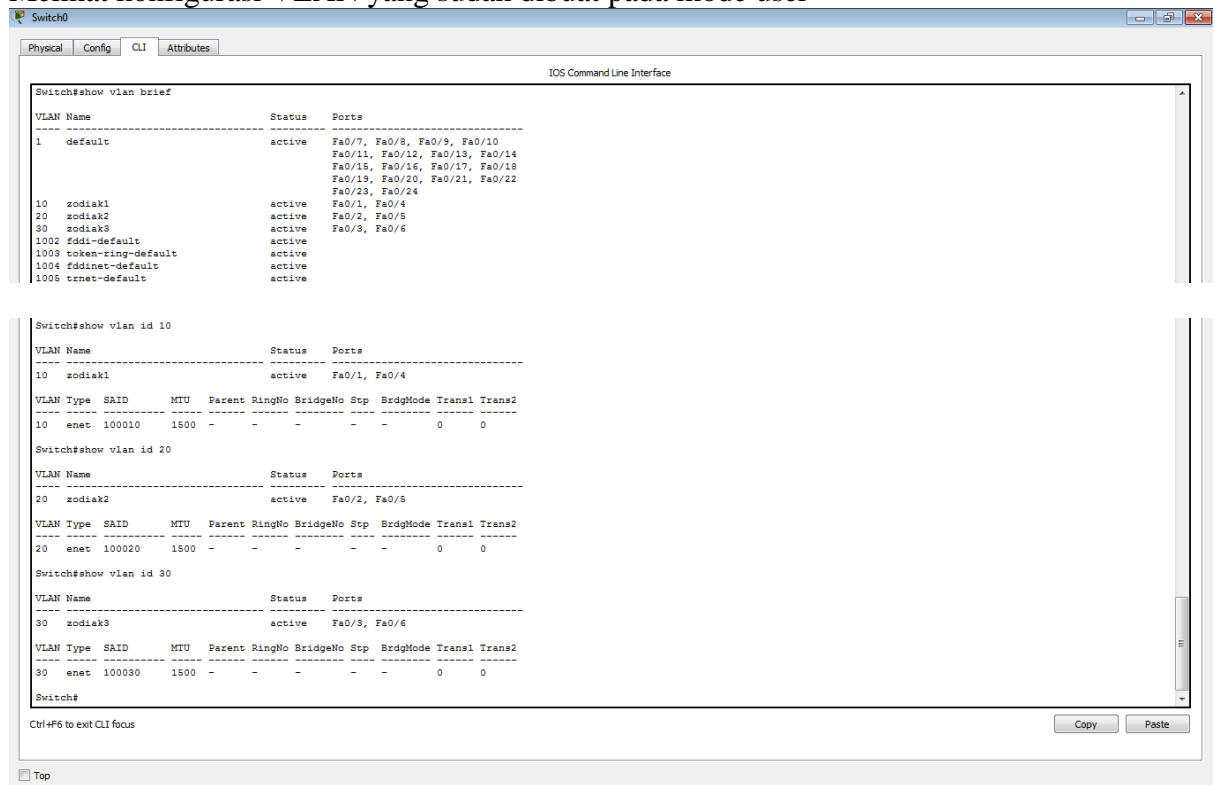 Melihat konfigurasi VLAN yang sudah dibuat pada mode user
Switch0
Physical Config CLI Attributes
IOS Command Line Interface
Switch#show vlan brief
VLAN Name Status Ports
---- -------------------------------- --------- -------------------------------
1 default active Fa0/7, Fa0/8, Fa0/9, Fa0/10
Fa0/11, Fa0/12, Fa0/13, Fa0/14
Fa0/15, Fa0/16, Fa0/17, Fa0/18
Fa0/19, Fa0/20, Fa0/21, Fa0/22
Fa0/23, Fa0/24
10 zodiak1 active Fa0/1, Fa0/4
20 zodiak2 active Fa0/2, Fa0/5
30 zodiak3 active Fa0/3, Fa0/6
1002 fddi-default active
1003 token-ring-default active
1004 fddinet-default active
1005 trnet-default active
Switch#show vlan id 10
VLAN Name Status Ports
---- -------------------------------- --------- -------------------------------
10 zodiak1 active Fa0/1, Fa0/4
VLAN Type SAID MTU Parent RingNo BridgeNo Stp BrdgMode Trans1 Trans2
---- ----- ---------- ----- ------ ------ -------- ---- -------- ------ ------
10 enet 100010 1500 - - - - - 0 0
Switch#show vlan id 20
VLAN Name Status Ports
---- -------------------------------- --------- -------------------------------
20 zodiak2 active Fa0/2, Fa0/5
VLAN Type SAID MTU Parent RingNo BridgeNo Stp BrdgMode Trans1 Trans2
---- ----- ---------- ----- ------ ------ -------- ---- -------- ------ ------
20 enet 100020 1500 - - - - - 0 0
Switch#show vlan id 30
VLAN Name Status Ports
---- -------------------------------- --------- -------------------------------
30 zodiak3 active Fa0/3, Fa0/6
VLAN Type SAID MTU Parent RingNo BridgeNo Stp BrdgMode Trans1 Trans2
---- ----- ---------- ----- ------ ------ -------- ---- -------- ------ ------
30 enet 100030 1500 - - - - - 0 0
Switch#
Ctrl+F6 to exit CLI focus
Copy Paste
Top